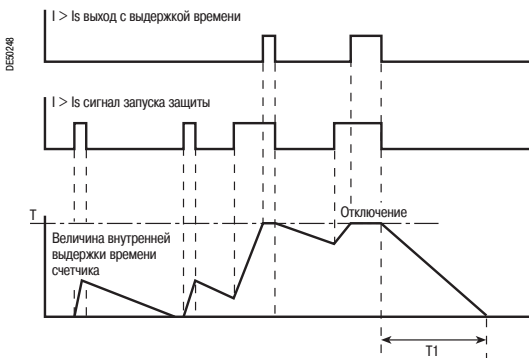 I > Is выход с выдержкой времени
DE50248
I > Is сигнал запуска защиты
T
Отключение
Величина внутренней
выдержки времени
счетчика
T1